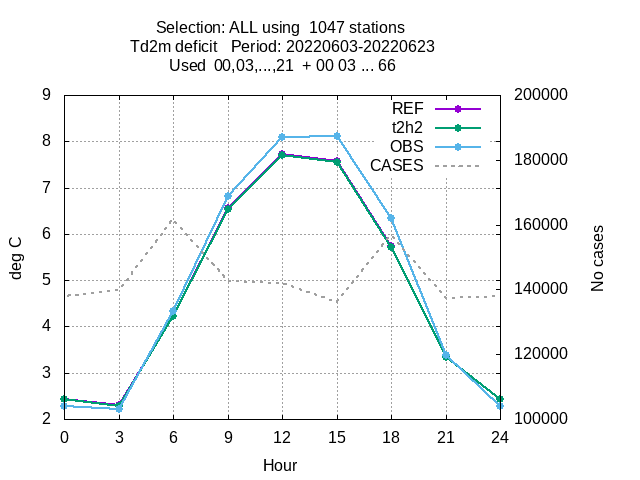 Selection: ALL using  1047 stations
Td2m deficit   Period: 20220603-20220623
Used  00,03,...,21  + 00 03 ... 66
9
8
7
6
5
4
3
2
200000
180000
160000
140000
120000
100000
REF
t2h2
OBS
CASES
deg C
No cases
0 3 6 9 12 15 18 21 24
Hour